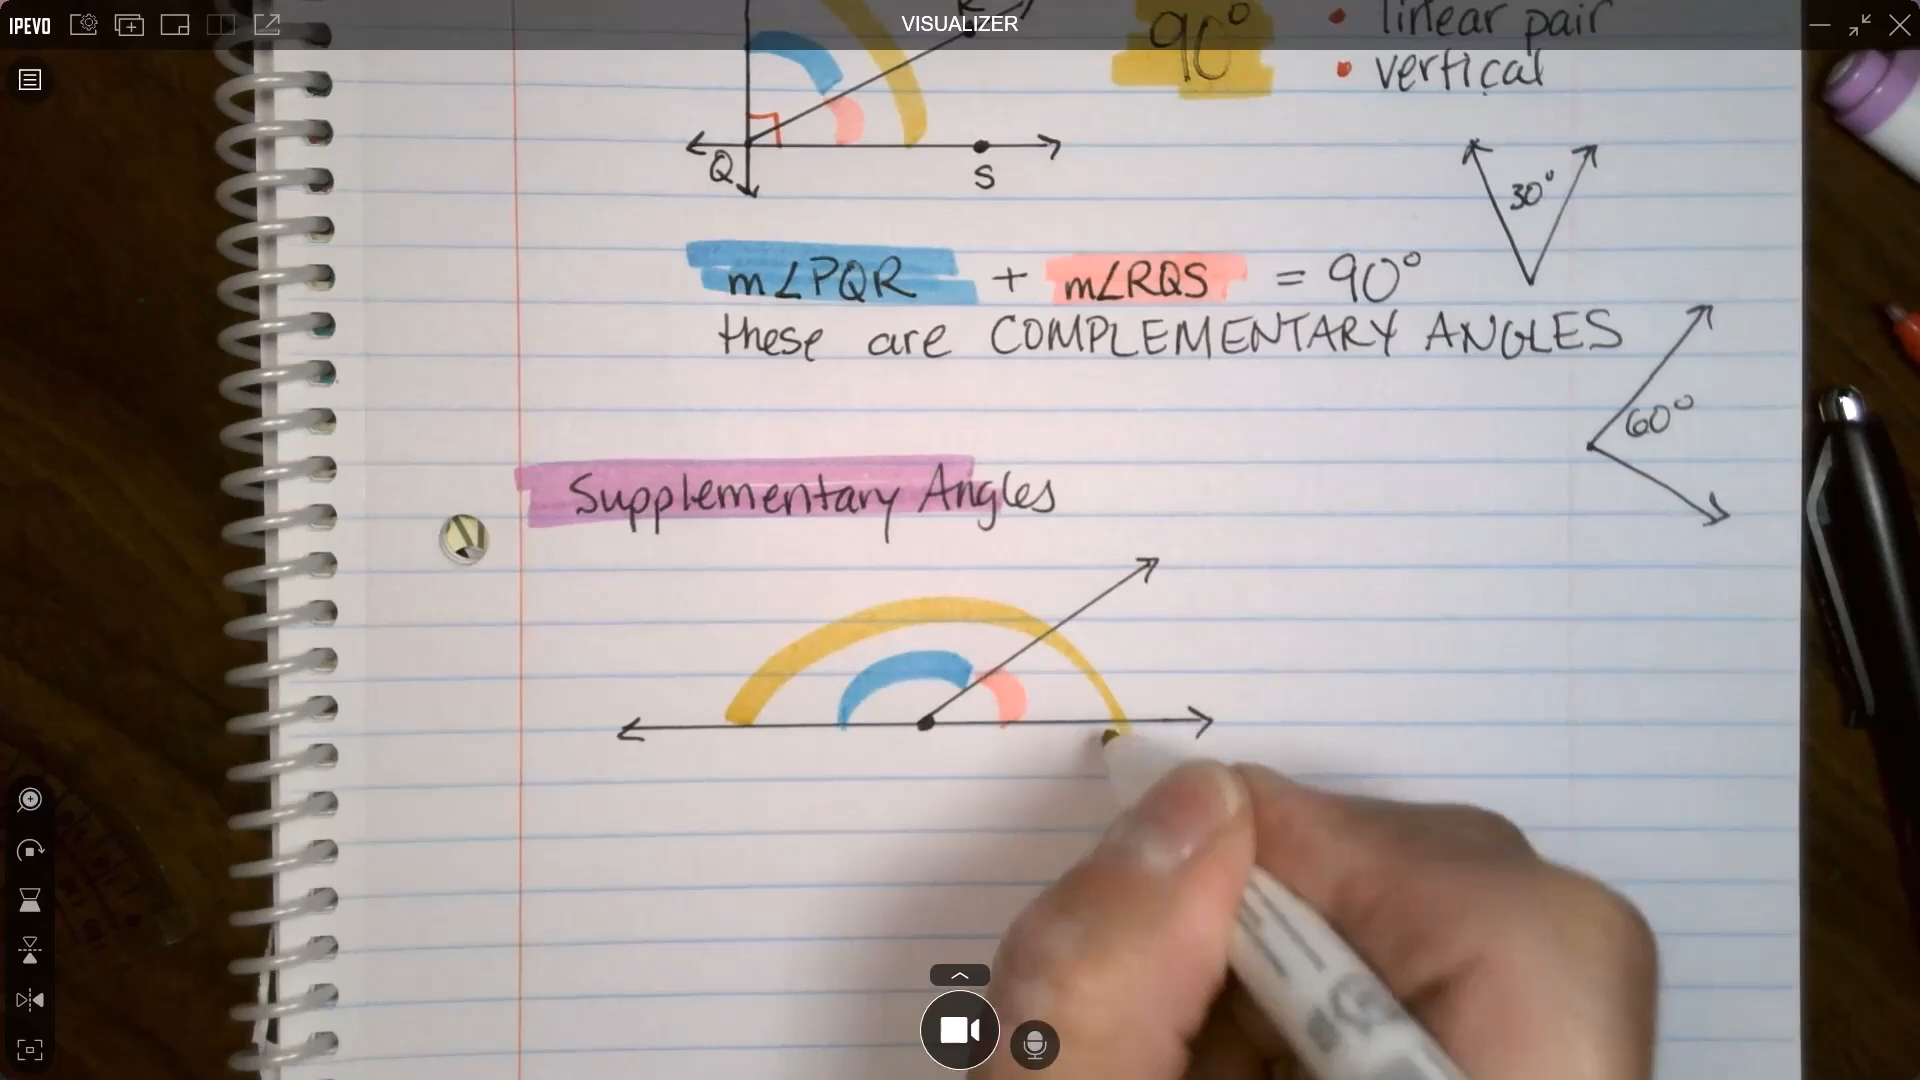 IPEVO
VISUALIZER
90°
• linear pair
• vertical
Q
S
30°
m∠PQR + m∠RQS = 90°
these are COMPLEMENTARY ANGLES
60°
Supplementary Angles